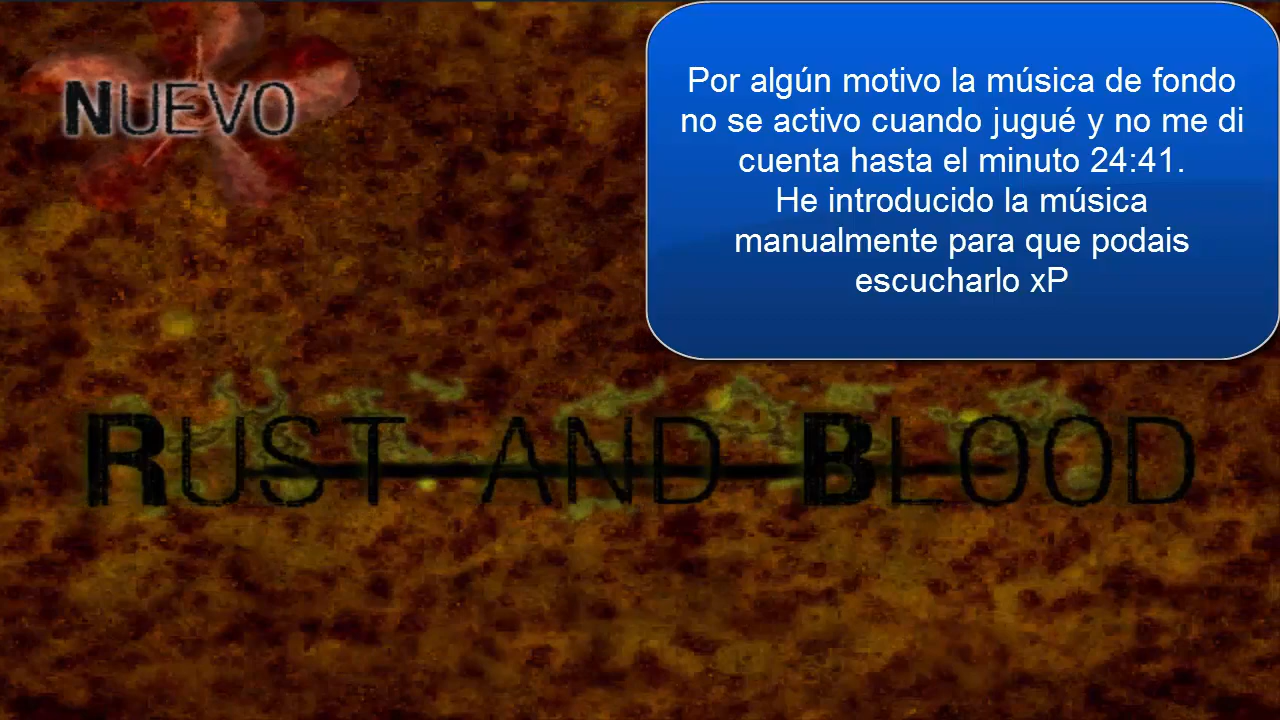 NUEVO
Por algún motivo la música de fondo
no se activo cuando jugué y no me di
cuenta hasta el minuto 24:41.
He introducido la música
manualmente para que podais
escucharlo xP
RUST AND BLOOD